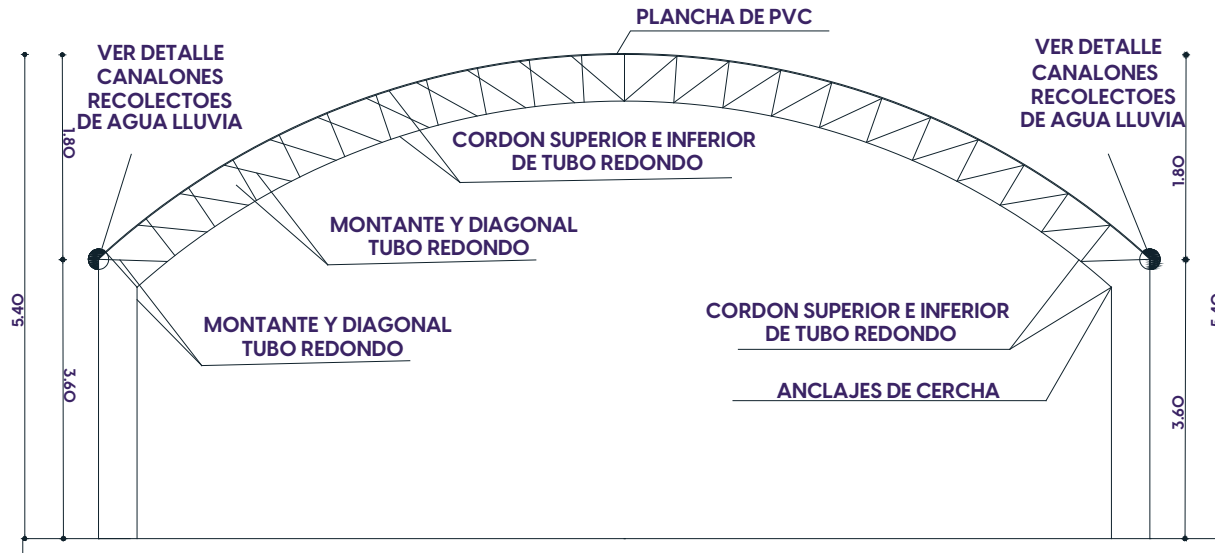 PLANCHA DE PVC
VER DETALLE
CANALONES
RECOLECTOES
DE AGUA LLUVIA
VER DETALLE
CANALONES
RECOLECTOES
DE AGUA LLUVIA
1.80
CORDON SUPERIOR E INFERIOR
DE TUBO REDONDO
1.80
MONTANTE Y DIAGONAL
TUBO REDONDO
5.40
MONTANTE Y DIAGONAL
TUBO REDONDO
CORDON SUPERIOR E INFERIOR
DE TUBO REDONDO
5.40
3.60
ANCLAJES DE CERCHA
3.60